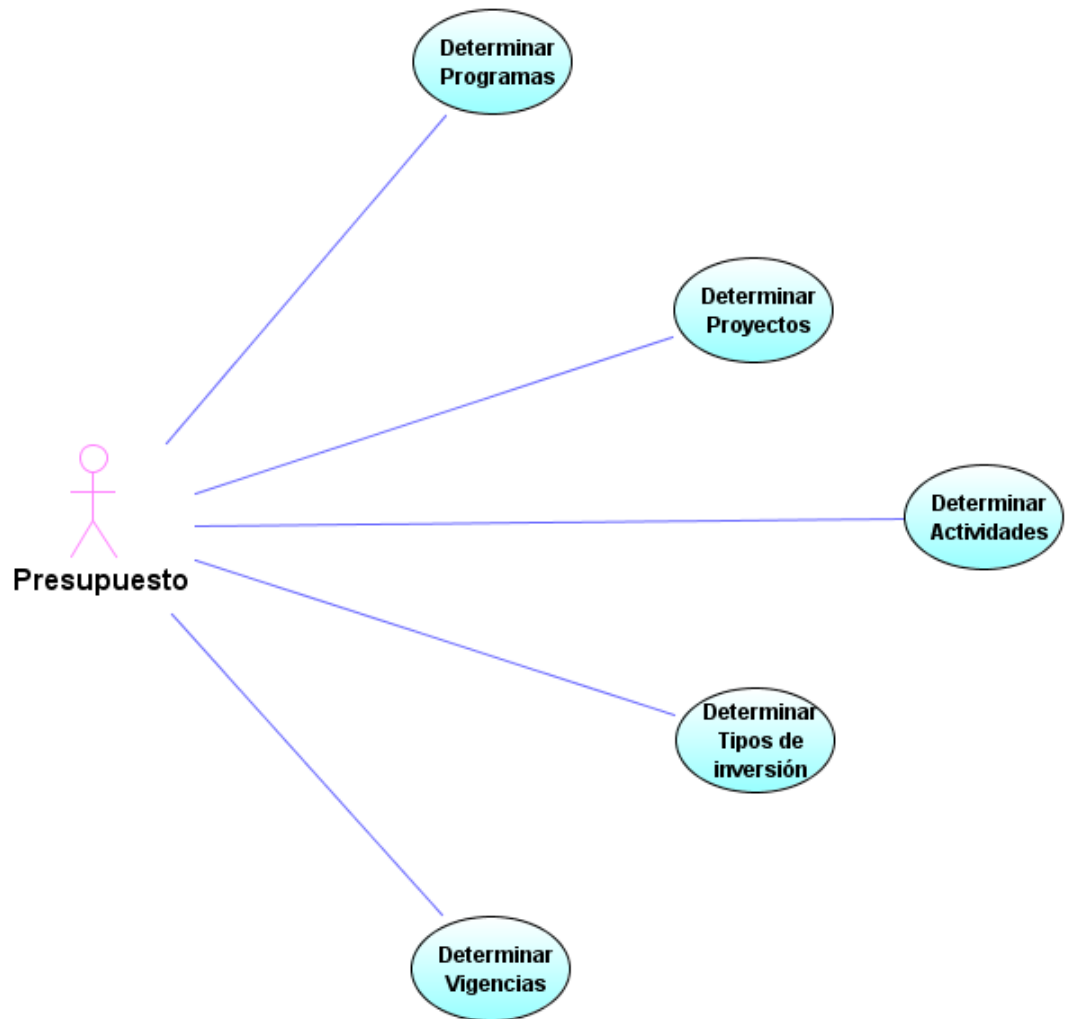 Determinar
Programas
Determinar
Proyectos
Determinar
Actividades
Presupuesto
Determinar
Tipos de
inversión
Determinar
Vigencias